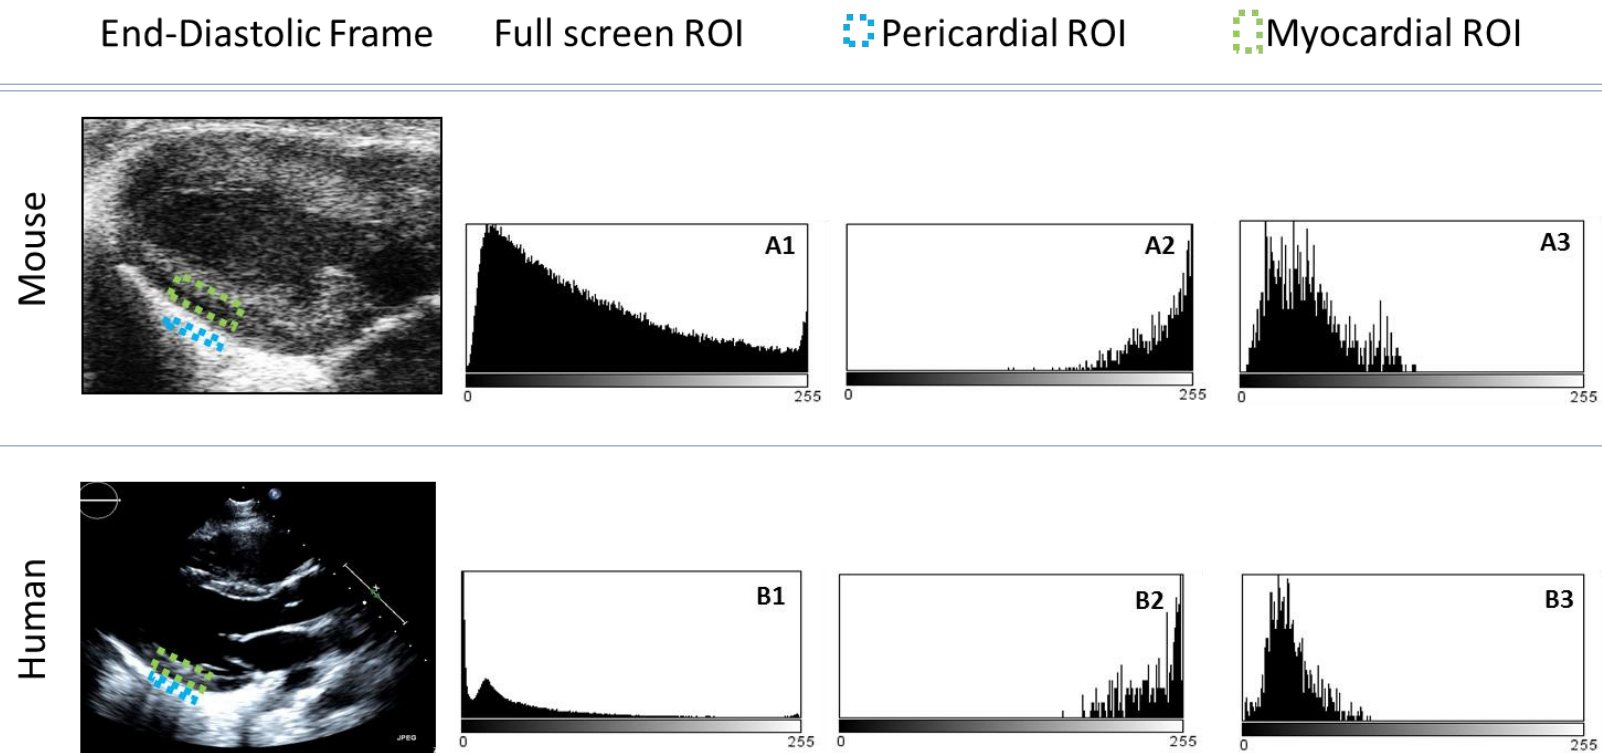 End-Diastolic Frame Full screen ROI Pericardial ROI Myocardial ROI
Mouse
A1
A2
A3
0 255
0 255
0 255
Human
B1
B2
B3
JPEG
0 255
0 255
0 255